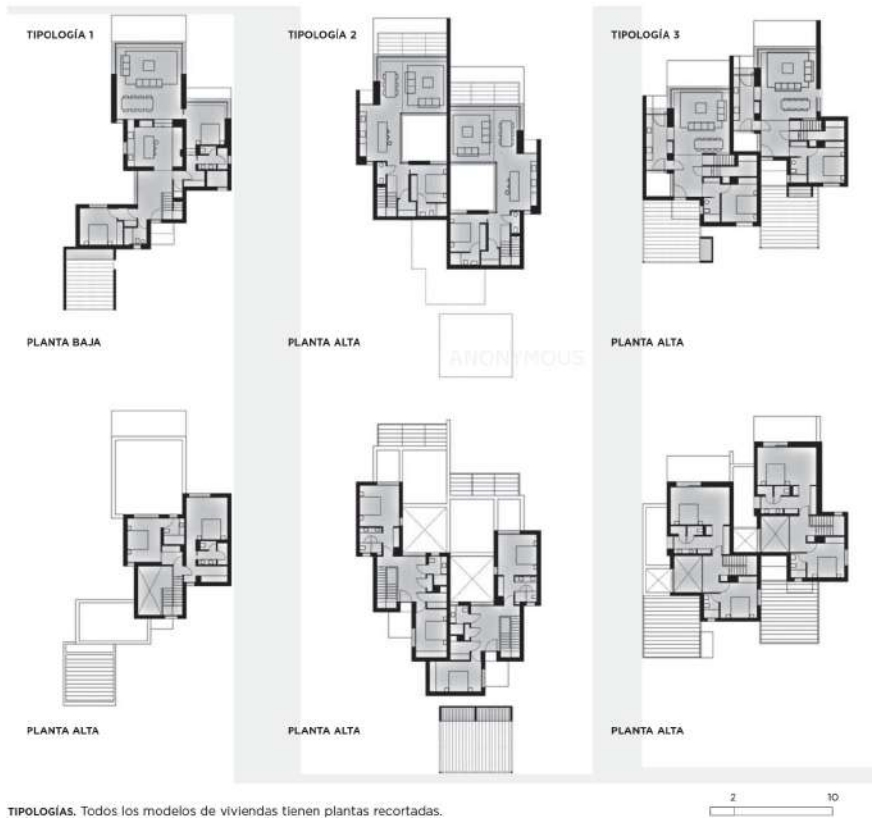 TIPOLOGÍA 1
TIPOLOGÍA 2
TIPOLOGÍA 3
PLANTA BAJA
PLANTA ALTA
PLANTA ALTA
ANONYMOUS
PLANTA ALTA
PLANTA ALTA
PLANTA ALTA
TIPOLOGÍAS. Todos los modelos de viviendas tienen plantas recortadas.
2 10